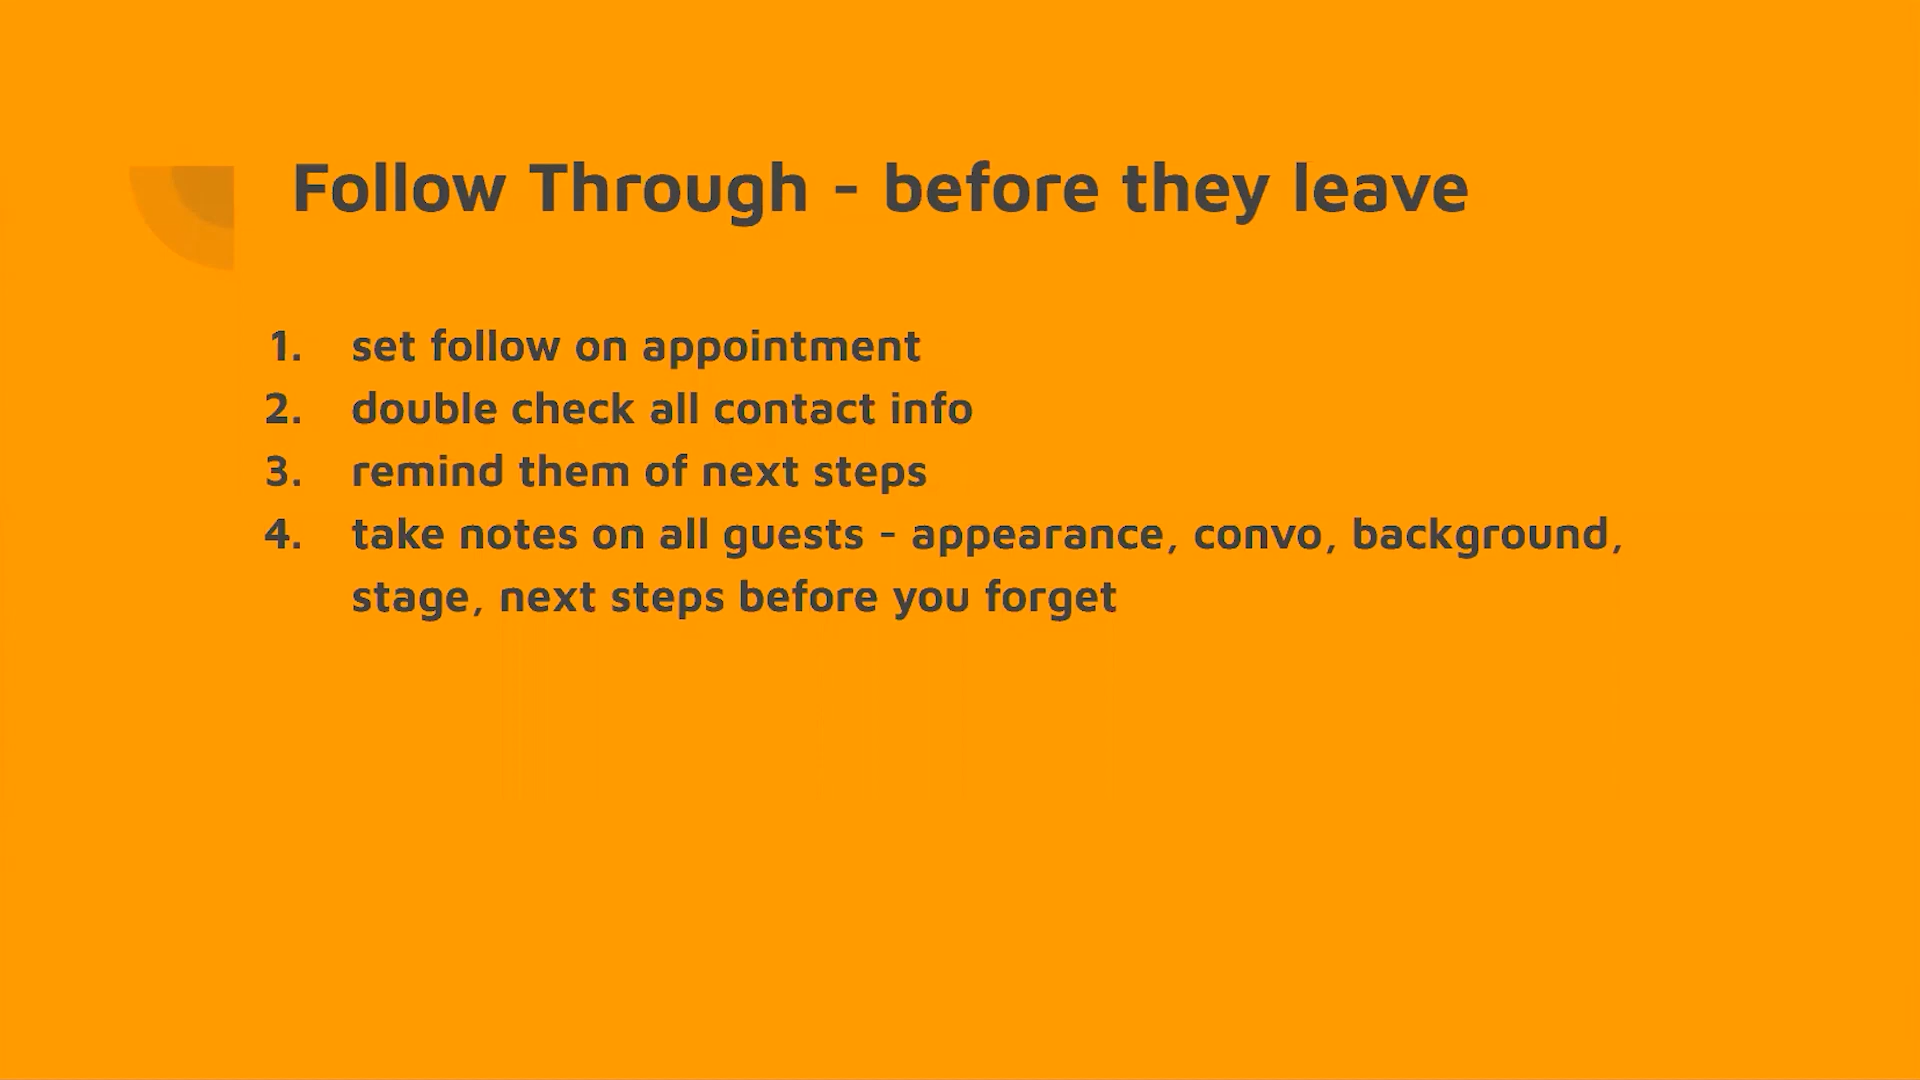 Follow Through - before they leave
1. set follow on appointment
2. double check all contact info
3. remind them of next steps
4. take notes on all guests - appearance, convo, background,
stage, next steps before you forget